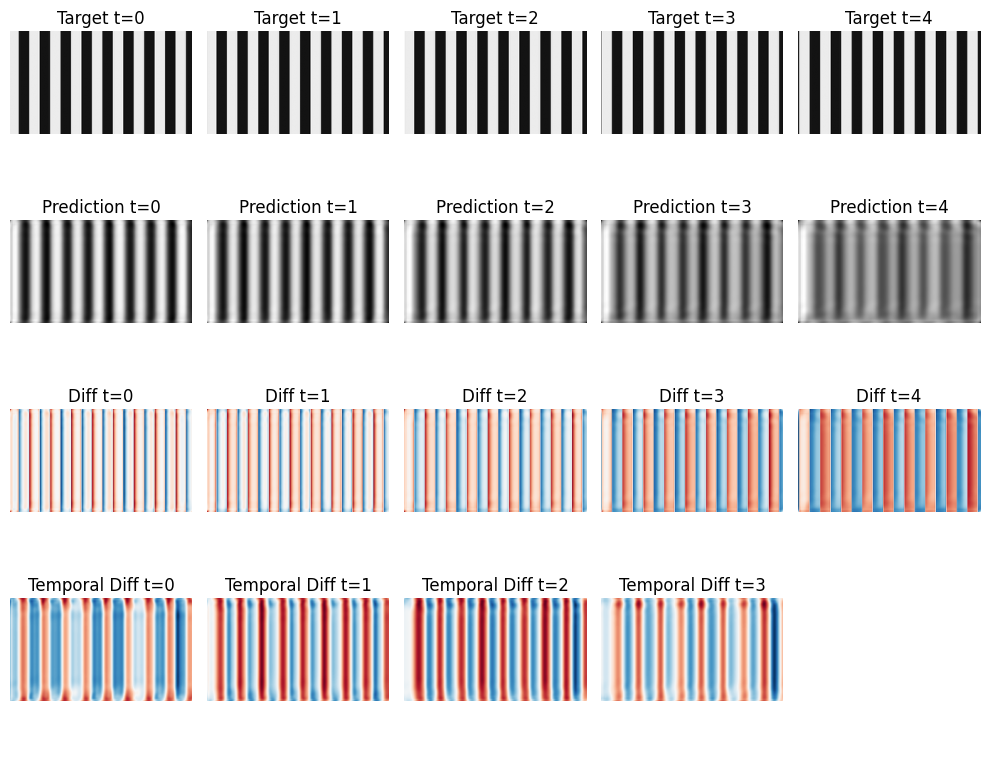 Target t=0 Target t=1 Target t=2 Target t=3 Target t=4
Prediction t=0 Prediction t=1 Prediction t=2 Prediction t=3 Prediction t=4
Diff t=0 Diff t=1 Diff t=2 Diff t=3 Diff t=4
Temporal Diff t=0 Temporal Diff t=1 Temporal Diff t=2 Temporal Diff t=3